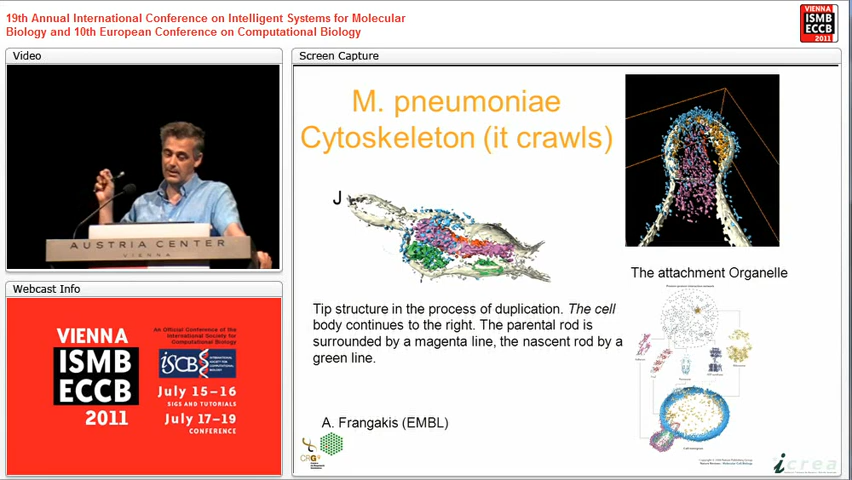 19th Annual International Conference on Intelligent Systems for Molecular
Biology and 10th European Conference on Computational Biology
VIENNA
ISMB
ECCB
2011
Video
AUSTRIA CENTER
VIENNA
Webcast Info
VIENNA
ISMB
ECCB
2011
An Official Conference of the
International Society for
Computational Biology
ISCB
INTERNATIONAL
SOCIETY FOR
COMPUTATIONAL
BIOLOGY
July 15–16
SIGS AND TUTORIALS
July 17–19
CONFERENCE
Screen Capture
M. pneumoniae
Cytoskeleton (it crawls)
J
The attachment Organelle
Tip structure in the process of duplication. The cell
body continues to the right. The parental rod is
surrounded by a magenta line, the nascent rod by a
green line.
A. Frangakis (EMBL)
CRG
icrea